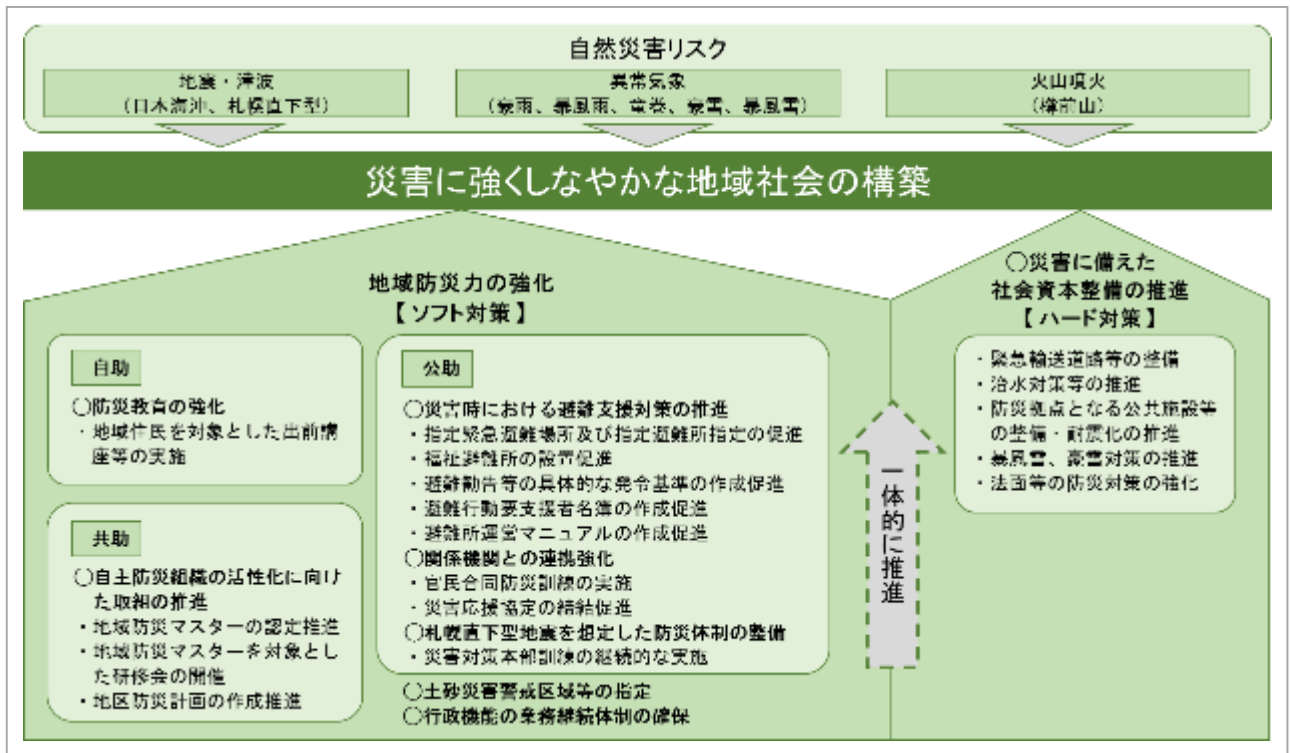 自然災害リスク
地震・津波
（日本海沖、札幌直下型）
異常気象
（豪雨、暴風雨、竜巻、豪雪、暴風雪）
火山噴火
（樽前山）
災害に強くしなやかな地域社会の構築
地域防災力の強化
【ソフト対策】
自助
○防災教育の強化
・地域住民を対象とした出前講
座等の実施
共助
○自主防災組織の活性化に向け
た取組の推進
・地域防災マスターの認定推進
・地域防災マスターを対象とし
た研修会の開催
・地区防災計画の作成推進
公助
○災害時における避難支援対策の推進
・指定緊急避難場所及び指定避難所指定の促進
・福祉避難所の設置促進
・避難勧告等の具体的な発令基準の作成促進
・避難行動要支援者名簿の作成促進
・避難所運営マニュアルの作成促進
○関係機関との連携強化
・官民合同防災訓練の実施
・災害応援協定の締結促進
○札幌直下型地震を想定した防災体制の整備
・災害対策本部訓練の継続的な実施
○土砂災害警戒区域等の指定
○行政機能の業務継続体制の確保
一体的に推進
○災害に備えた
社会資本整備の推進
【ハード対策】
・緊急輸送道路等の整備
・治水対策等の推進
・防災拠点となる公共施設等
の整備・耐震化の推進
・暴風雪、豪雪対策の推進
・法面等の防災対策の強化